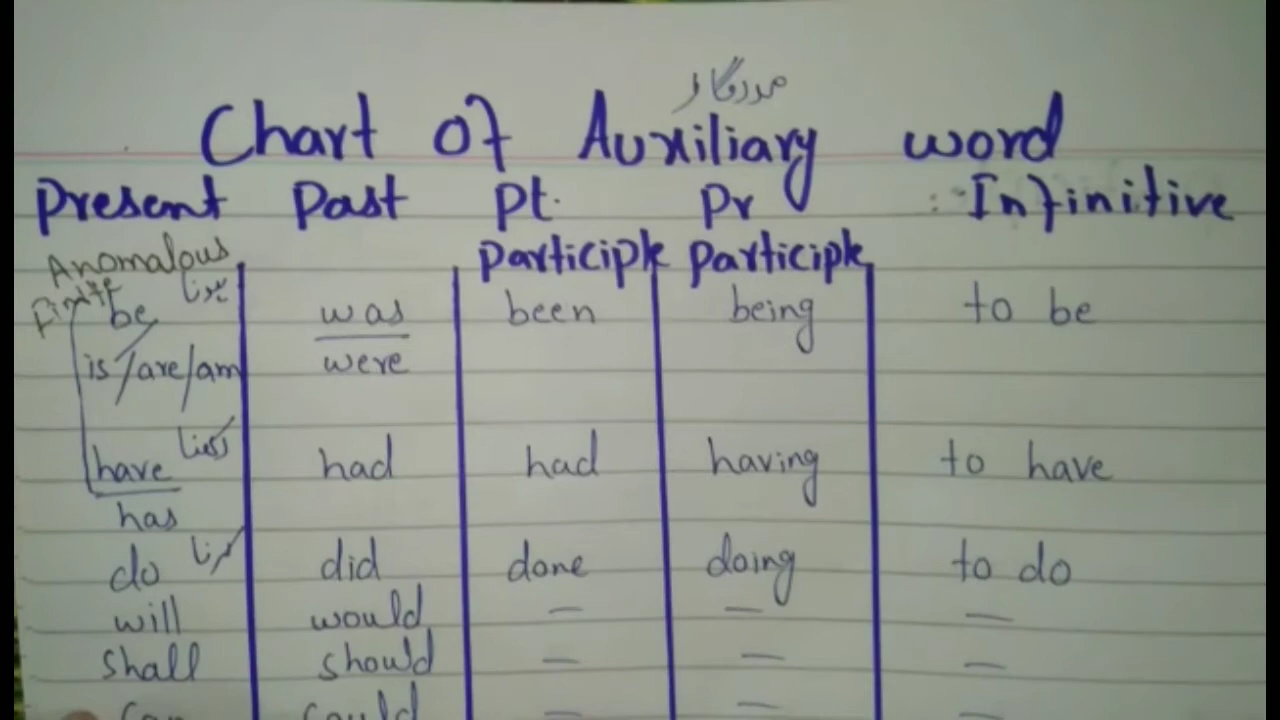 مددگار
Chart of Auxiliary word
Present Past Pt. Pr Infinitive
Anomalous participle participle
Finite be ہونا was been being to be
is/are/am were
have رکھنا had had having to have
has
do کرنا did done doing to do
will would — — —
shall should — — —
can could — — —